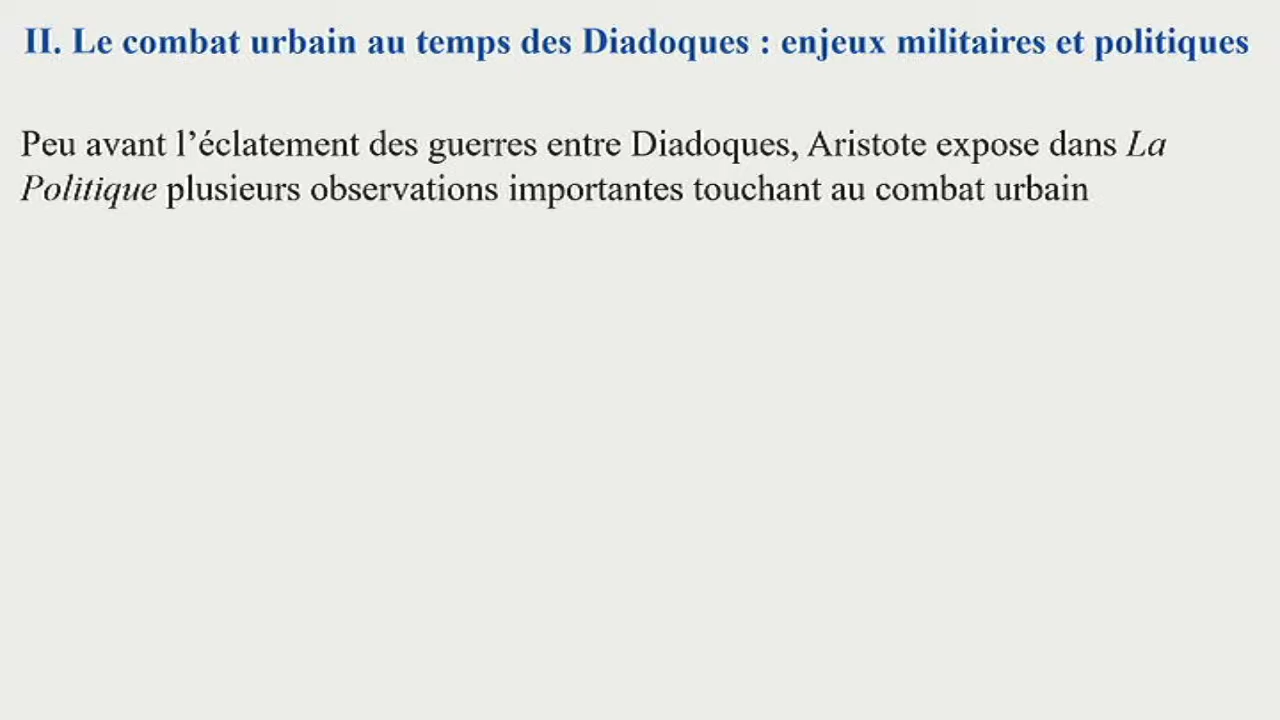 II. Le combat urbain au temps des Diadoques : enjeux militaires et politiques
Peu avant l’éclatement des guerres entre Diadoques, Aristote expose dans La
Politique plusieurs observations importantes touchant au combat urbain